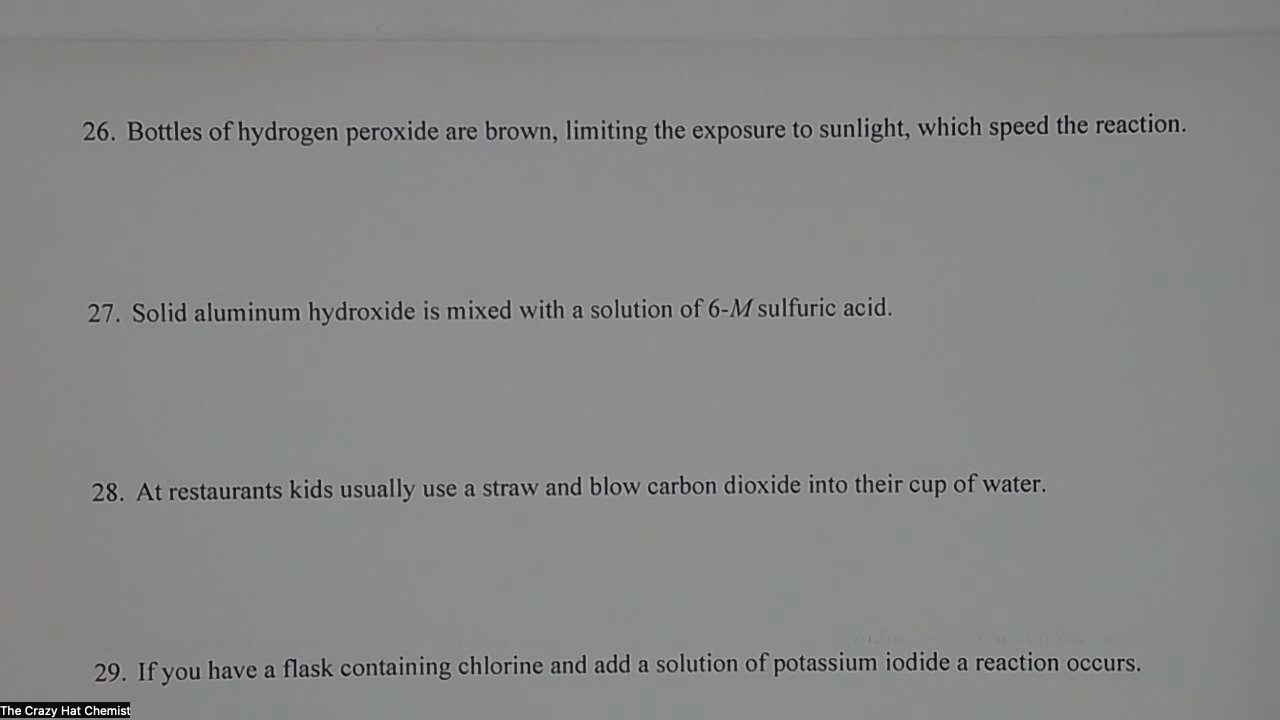 26. Bottles of hydrogen peroxide are brown, limiting the exposure to sunlight, which speed the reaction.
27. Solid aluminum hydroxide is mixed with a solution of 6-M sulfuric acid.
28. At restaurants kids usually use a straw and blow carbon dioxide into their cup of water.
29. If you have a flask containing chlorine and add a solution of potassium iodide a reaction occurs.
The Crazy Hat Chemist